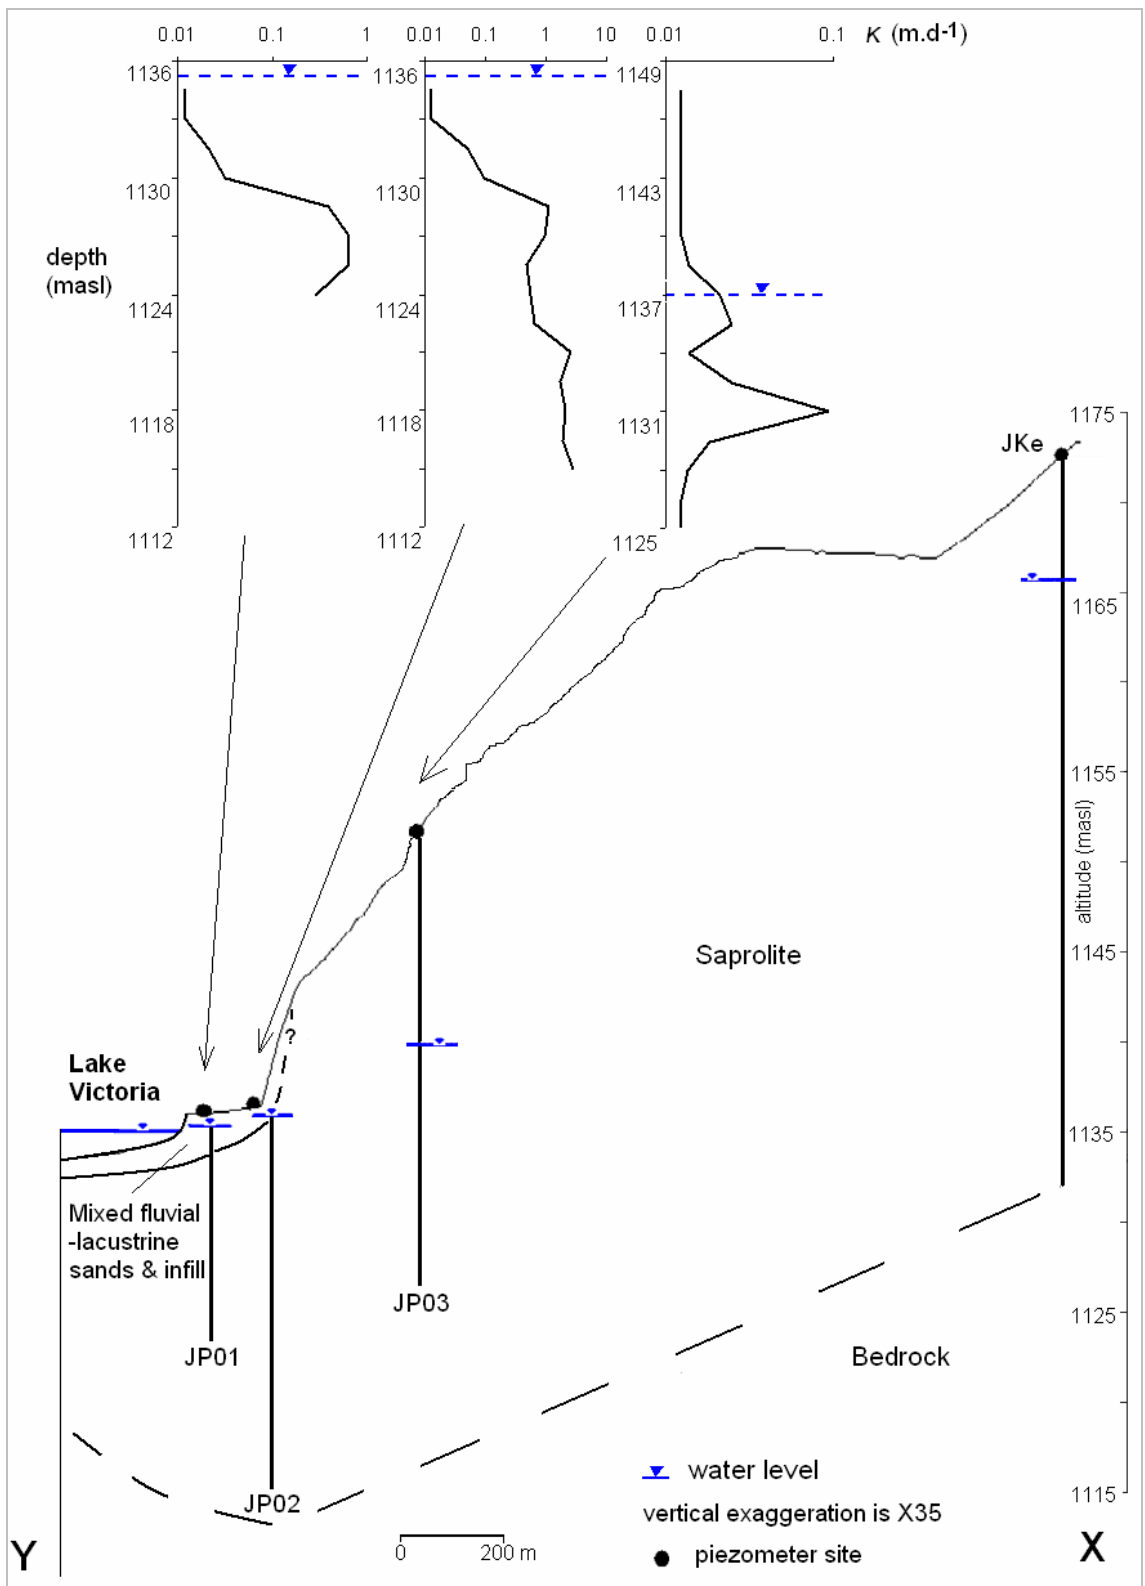 0.01 0.1 1 0.01 0.1 1 10 0.01 0.1 K (m.d-1)
1136 1136 1149
1130 1130 1143
depth
(masl)
1124 1124 1137
1118 1118 1131
1112 1112 1125
1175
JKe
1165
1155
altitude (masl)
Saprolite
1145
?
Lake
Victoria
1135
Mixed fluvial
-lacustrine
sands & infill
JP03
1125
JP01
Bedrock
JP02
water level
1115
vertical exaggeration is X35
0 200 m
piezometer site
Y
X